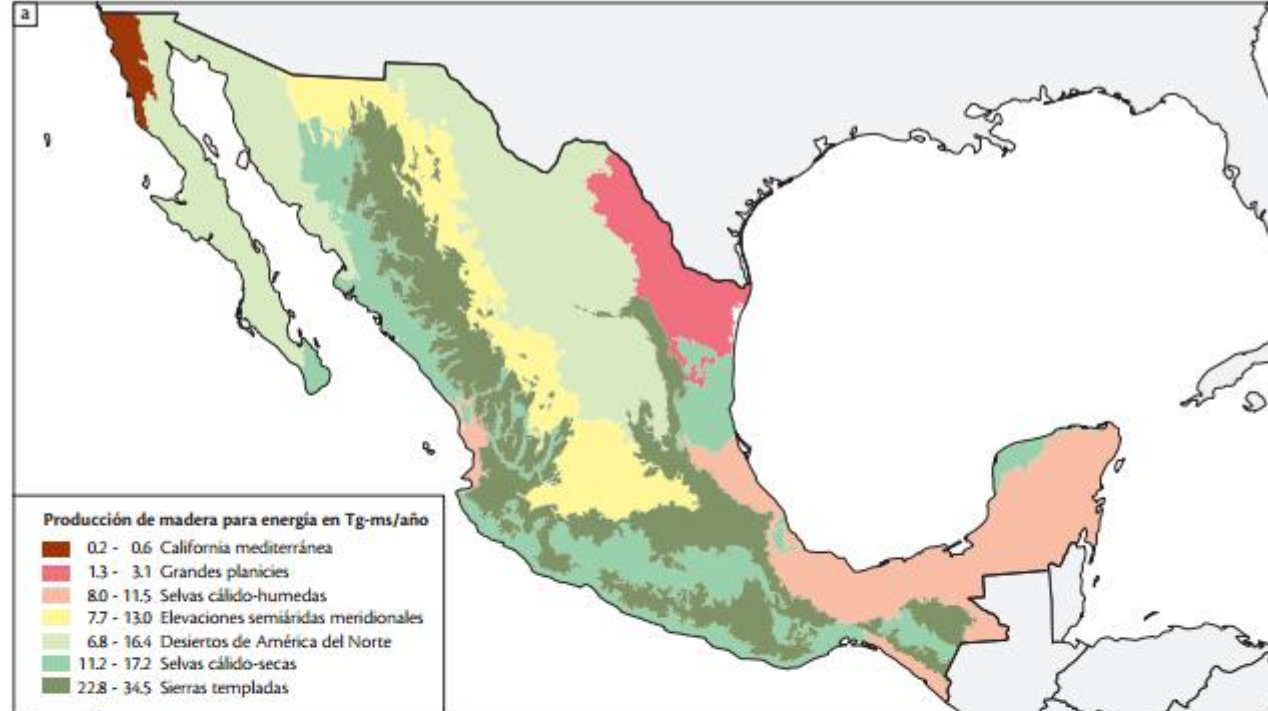 a
Producción de madera para energía en Tg-ms/año
0.2 - 0.6 California mediterránea
1.3 - 3.1 Grandes planicies
8.0 - 11.5 Selvas cálido-humedas
7.7 - 13.0 Elevaciones semiáridas meridionales
6.8 - 16.4 Desiertos de América del Norte
11.2 - 17.2 Selvas cálido-secas
22.8 - 34.5 Sierras templadas